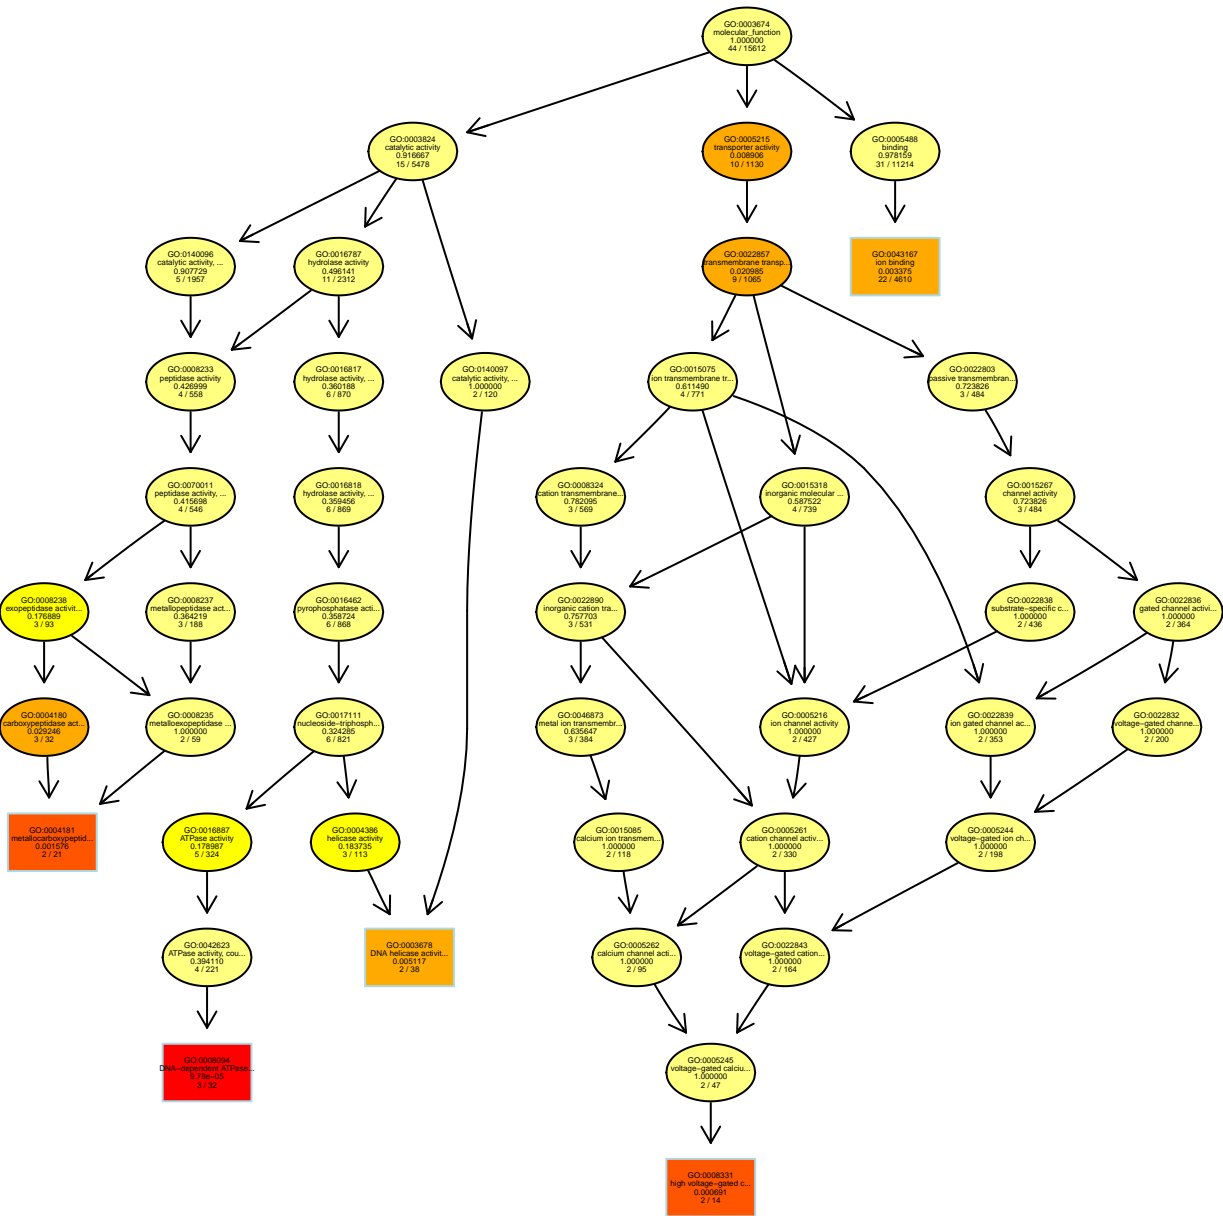 GO:0003674
molecular_function
1.000000
44 / 15612
GO:0003824
catalytic activity
0.916667
15 / 5478
GO:0005215
transporter activity
0.008906
10 / 1130
GO:0005488
binding
0.978159
31 / 11214
GO:0140096
catalytic activity, ...
0.907729
5 / 1957
GO:0016787
hydrolase activity
0.496141
11 / 2312
GO:0022857
transmembrane transp...
0.020985
9 / 1065
GO:0043167
ion binding
0.003375
22 / 4610
GO:0008233
peptidase activity
0.426999
4 / 558
GO:0016817
hydrolase activity, ...
0.360188
6 / 870
GO:0140097
catalytic activity, ...
1.000000
2 / 120
GO:0015075
ion transmembrane tr...
0.611490
4 / 771
GO:0022803
passive transmembran...
0.723826
3 / 484
GO:0070011
peptidase activity, ...
0.415698
4 / 546
GO:0016818
hydrolase activity, ...
0.359456
6 / 869
GO:0008324
cation transmembrane...
0.782095
3 / 569
GO:0015318
inorganic molecular ...
0.587522
4 / 739
GO:0015267
channel activity
0.723826
3 / 484
GO:0008238
exopeptidase activit...
0.176889
3 / 93
GO:0008237
metallopeptidase act...
0.364219
3 / 188
GO:0016462
pyrophosphatase acti...
0.358724
6 / 868
GO:0022890
inorganic cation tra...
0.757703
3 / 531
GO:0022838
substrate−specific c...
1.000000
2 / 436
GO:0022836
gated channel activi...
1.000000
2 / 364
GO:0004180
carboxypeptidase act...
0.029246
3 / 32
GO:0008235
metalloexopeptidase ...
1.000000
2 / 59
GO:0017111
nucleoside−triphosph...
0.324285
6 / 821
GO:0046873
metal ion transmembr...
0.635647
3 / 384
GO:0005216
ion channel activity
1.000000
2 / 427
GO:0022839
ion gated channel ac...
1.000000
2 / 353
GO:0022832
voltage−gated channe...
1.000000
2 / 200
GO:0004181
metallocarboxypeptid...
0.001576
2 / 21
GO:0016887
ATPase activity
0.178987
5 / 324
GO:0004386
helicase activity
0.183735
3 / 113
GO:0015085
calcium ion transmem...
1.000000
2 / 118
GO:0005261
cation channel activ...
1.000000
2 / 330
GO:0005244
voltage−gated ion ch...
1.000000
2 / 198
GO:0042623
ATPase activity, cou...
0.394110
4 / 221
GO:0003678
DNA helicase activit...
0.005117
2 / 38
GO:0005262
calcium channel acti...
1.000000
2 / 95
GO:0022843
voltage−gated cation...
1.000000
2 / 164
GO:0008094
DNA−dependent ATPase...
9.78e−05
3 / 32
GO:0005245
voltage−gated calciu...
1.000000
2 / 47
GO:0008331
high voltage−gated c...
0.000691
2 / 14